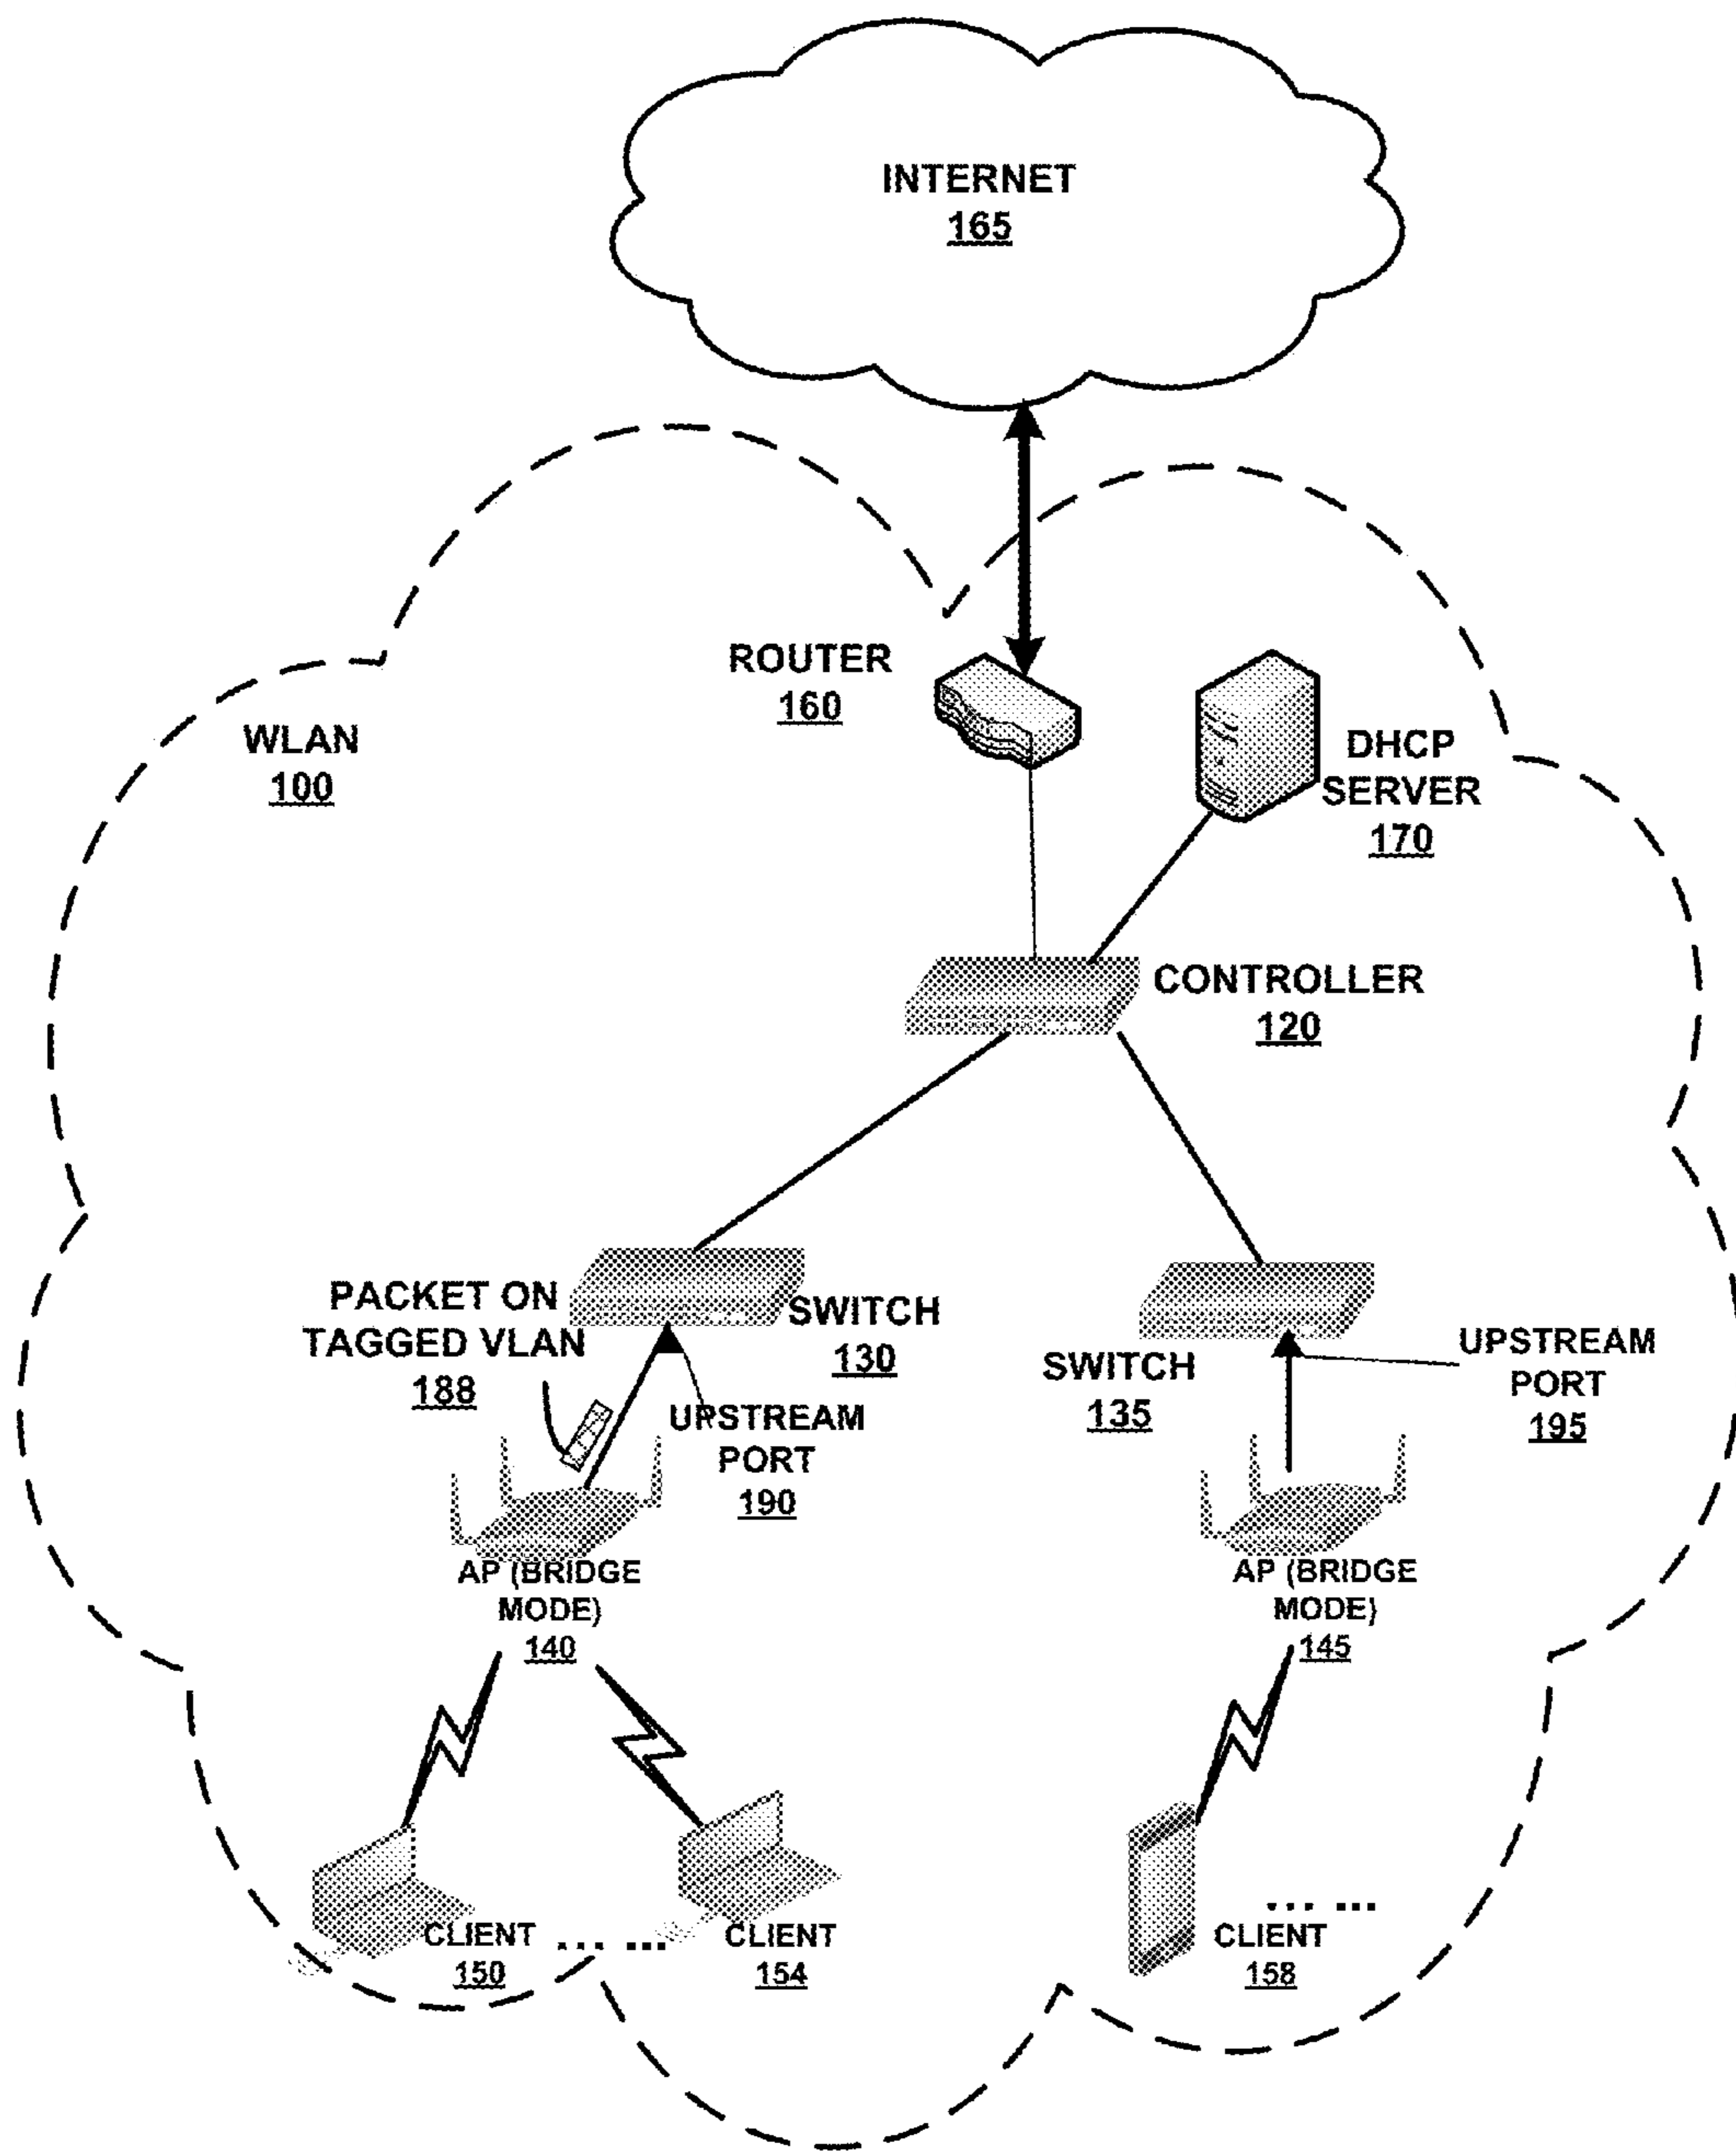 INTERNET
165
ROUTER
160
WLAN
100
DHCP
SERVER
170
CONTROLLER
120
PACKET ON
TAGGED VLAN
188
SWITCH
130
SWITCH
135
UPSTREAM
PORT
190
UPSTREAM
PORT
195
AP (BRIDGE
MODE)
140
AP (BRIDGE
MODE)
145
CLIENT
150
... ...
CLIENT
154
CLIENT
158
... ...